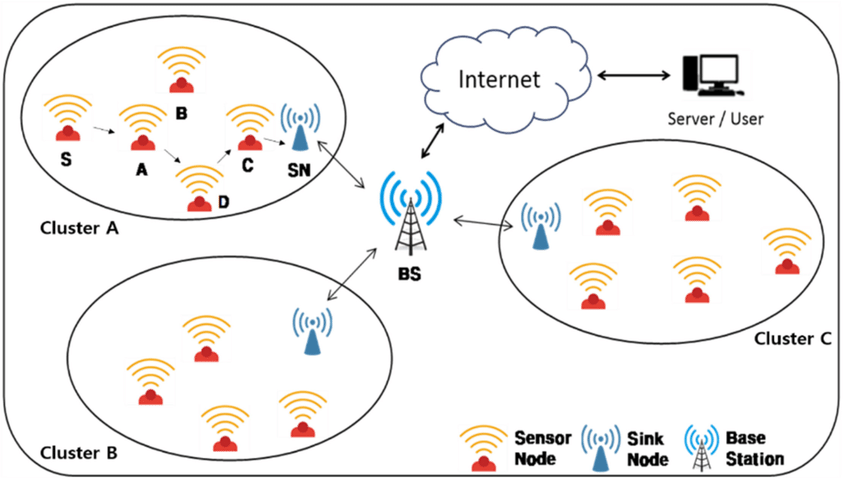 Internet
Server / User
B
S
A
C
SN
D
Cluster A
BS
Cluster C
Cluster B
Sensor
Node
Sink
Node
Base
Station